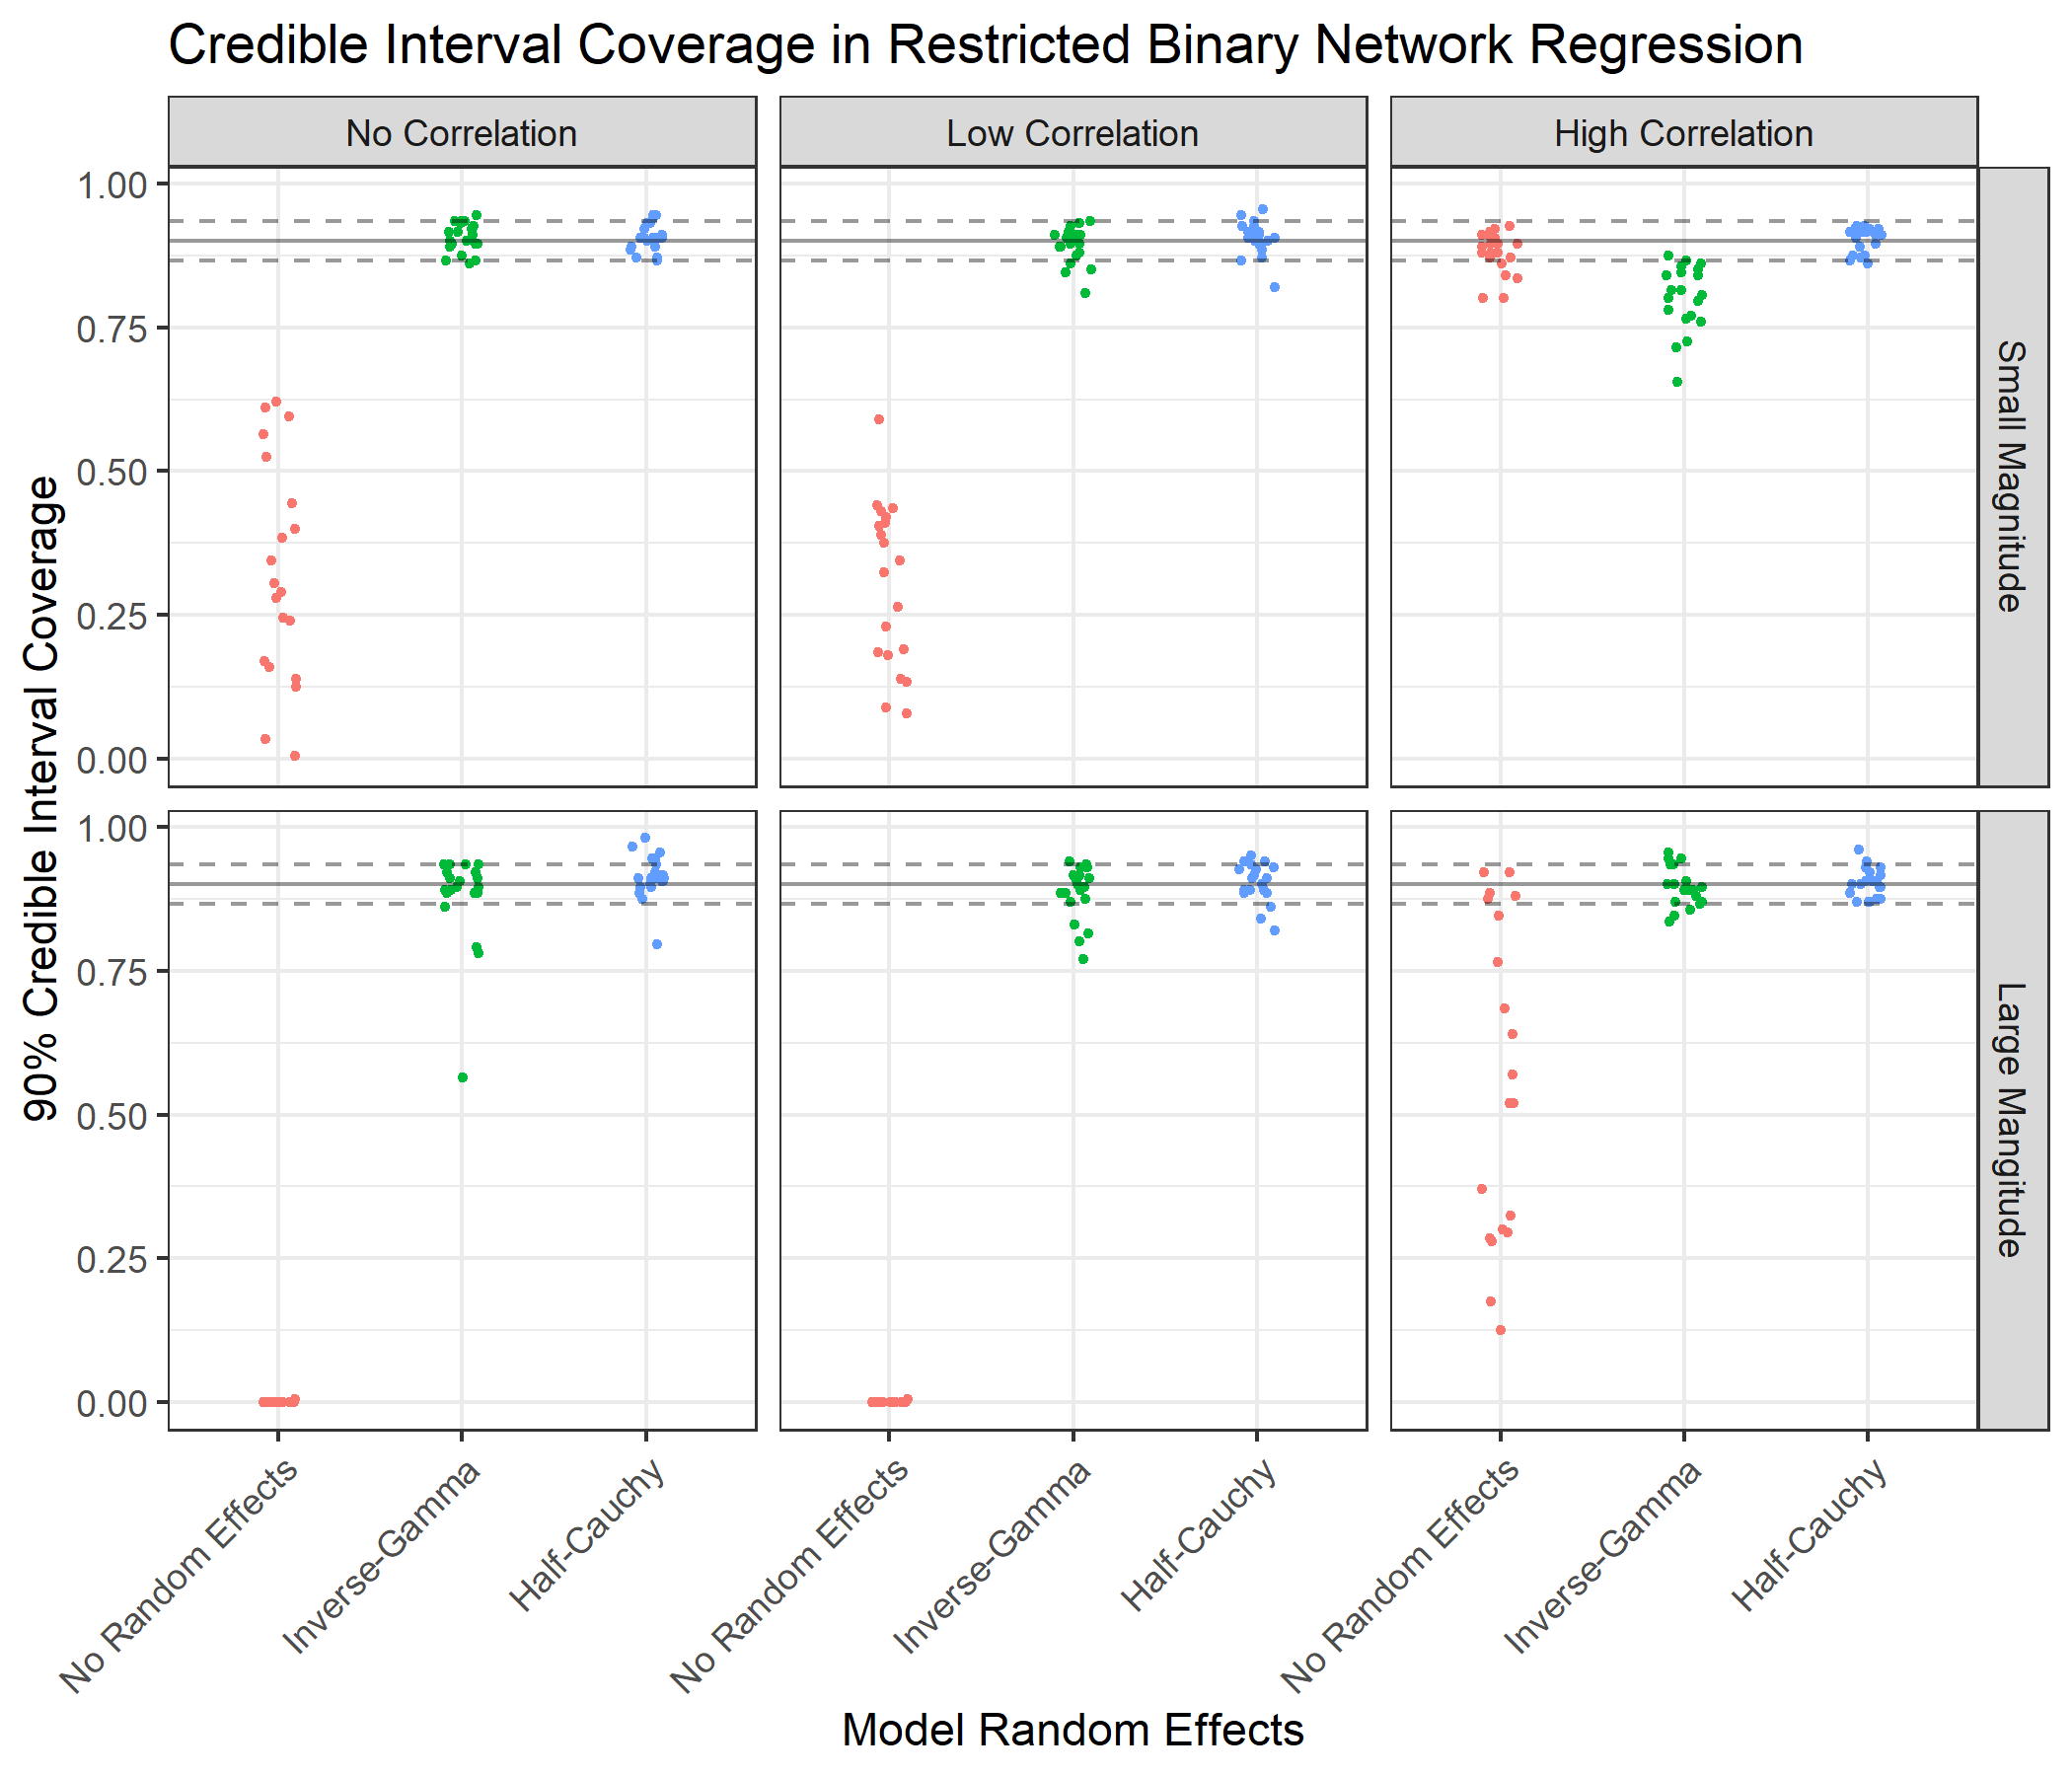 Credible Interval Coverage in Restricted Binary Network Regression
No Correlation
Low Correlation
High Correlation
90% Credible Interval Coverage
1.00
0.75
0.50
0.25
0.00
Small Magnitude
1.00
0.75
0.50
0.25
0.00
Large Mangitude
No Random Effects
Inverse-Gamma
Half-Cauchy
No Random Effects
Inverse-Gamma
Half-Cauchy
No Random Effects
Inverse-Gamma
Half-Cauchy
Model Random Effects